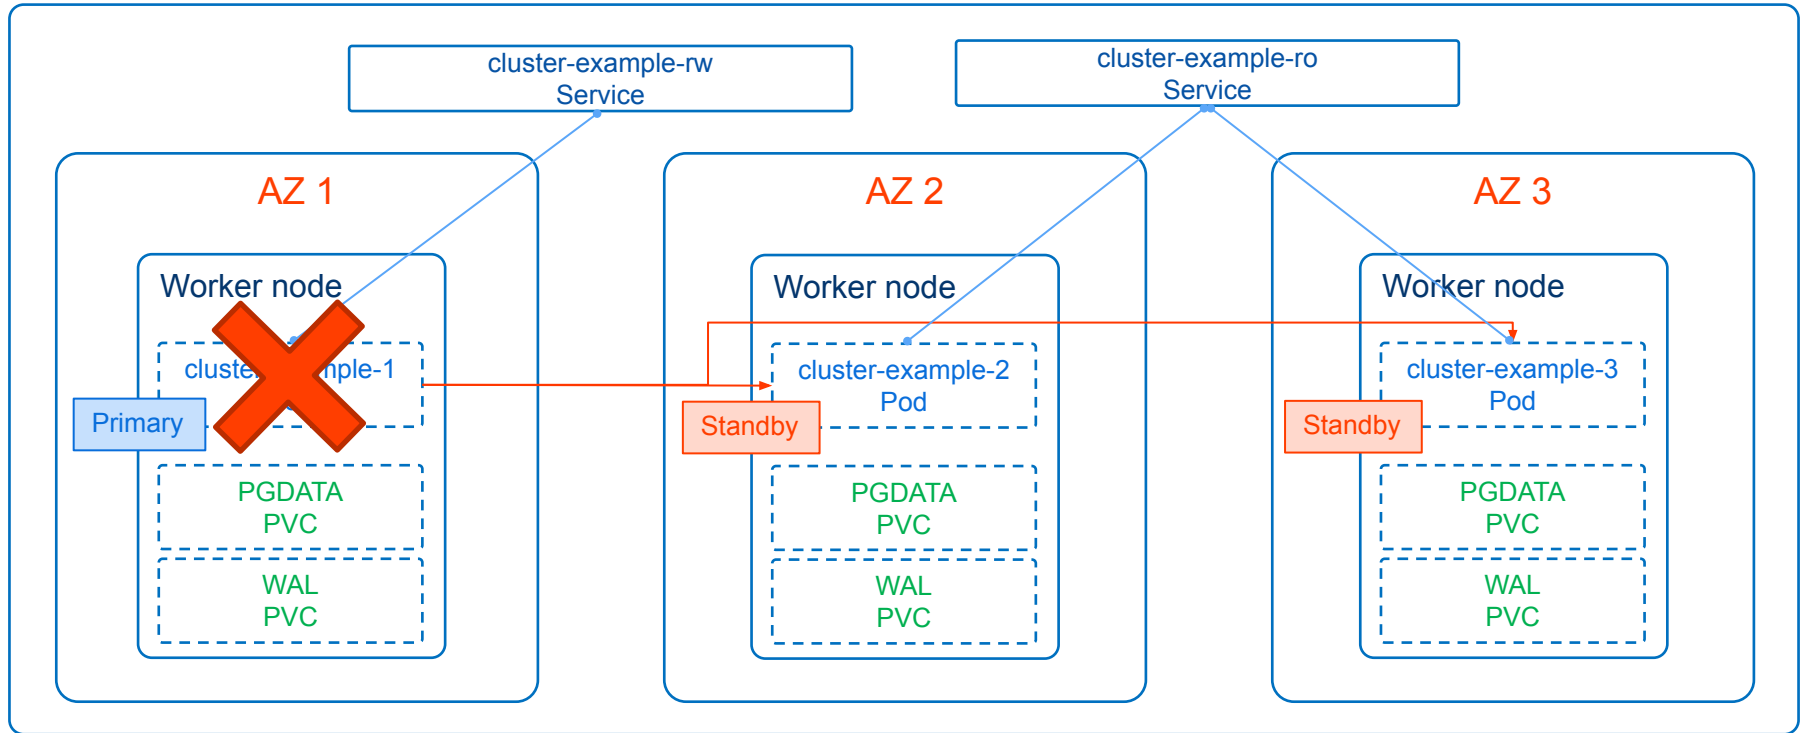 cluster-example-rw
Service
cluster-example-ro
Service
AZ 1
Worker node
Primary
PGDATA
PVC
WAL
PVC
AZ 2
Worker node
cluster-example-2
Pod
Standby
PGDATA
PVC
WAL
PVC
AZ 3
Worker node
cluster-example-3
Pod
Standby
PGDATA
PVC
WAL
PVC